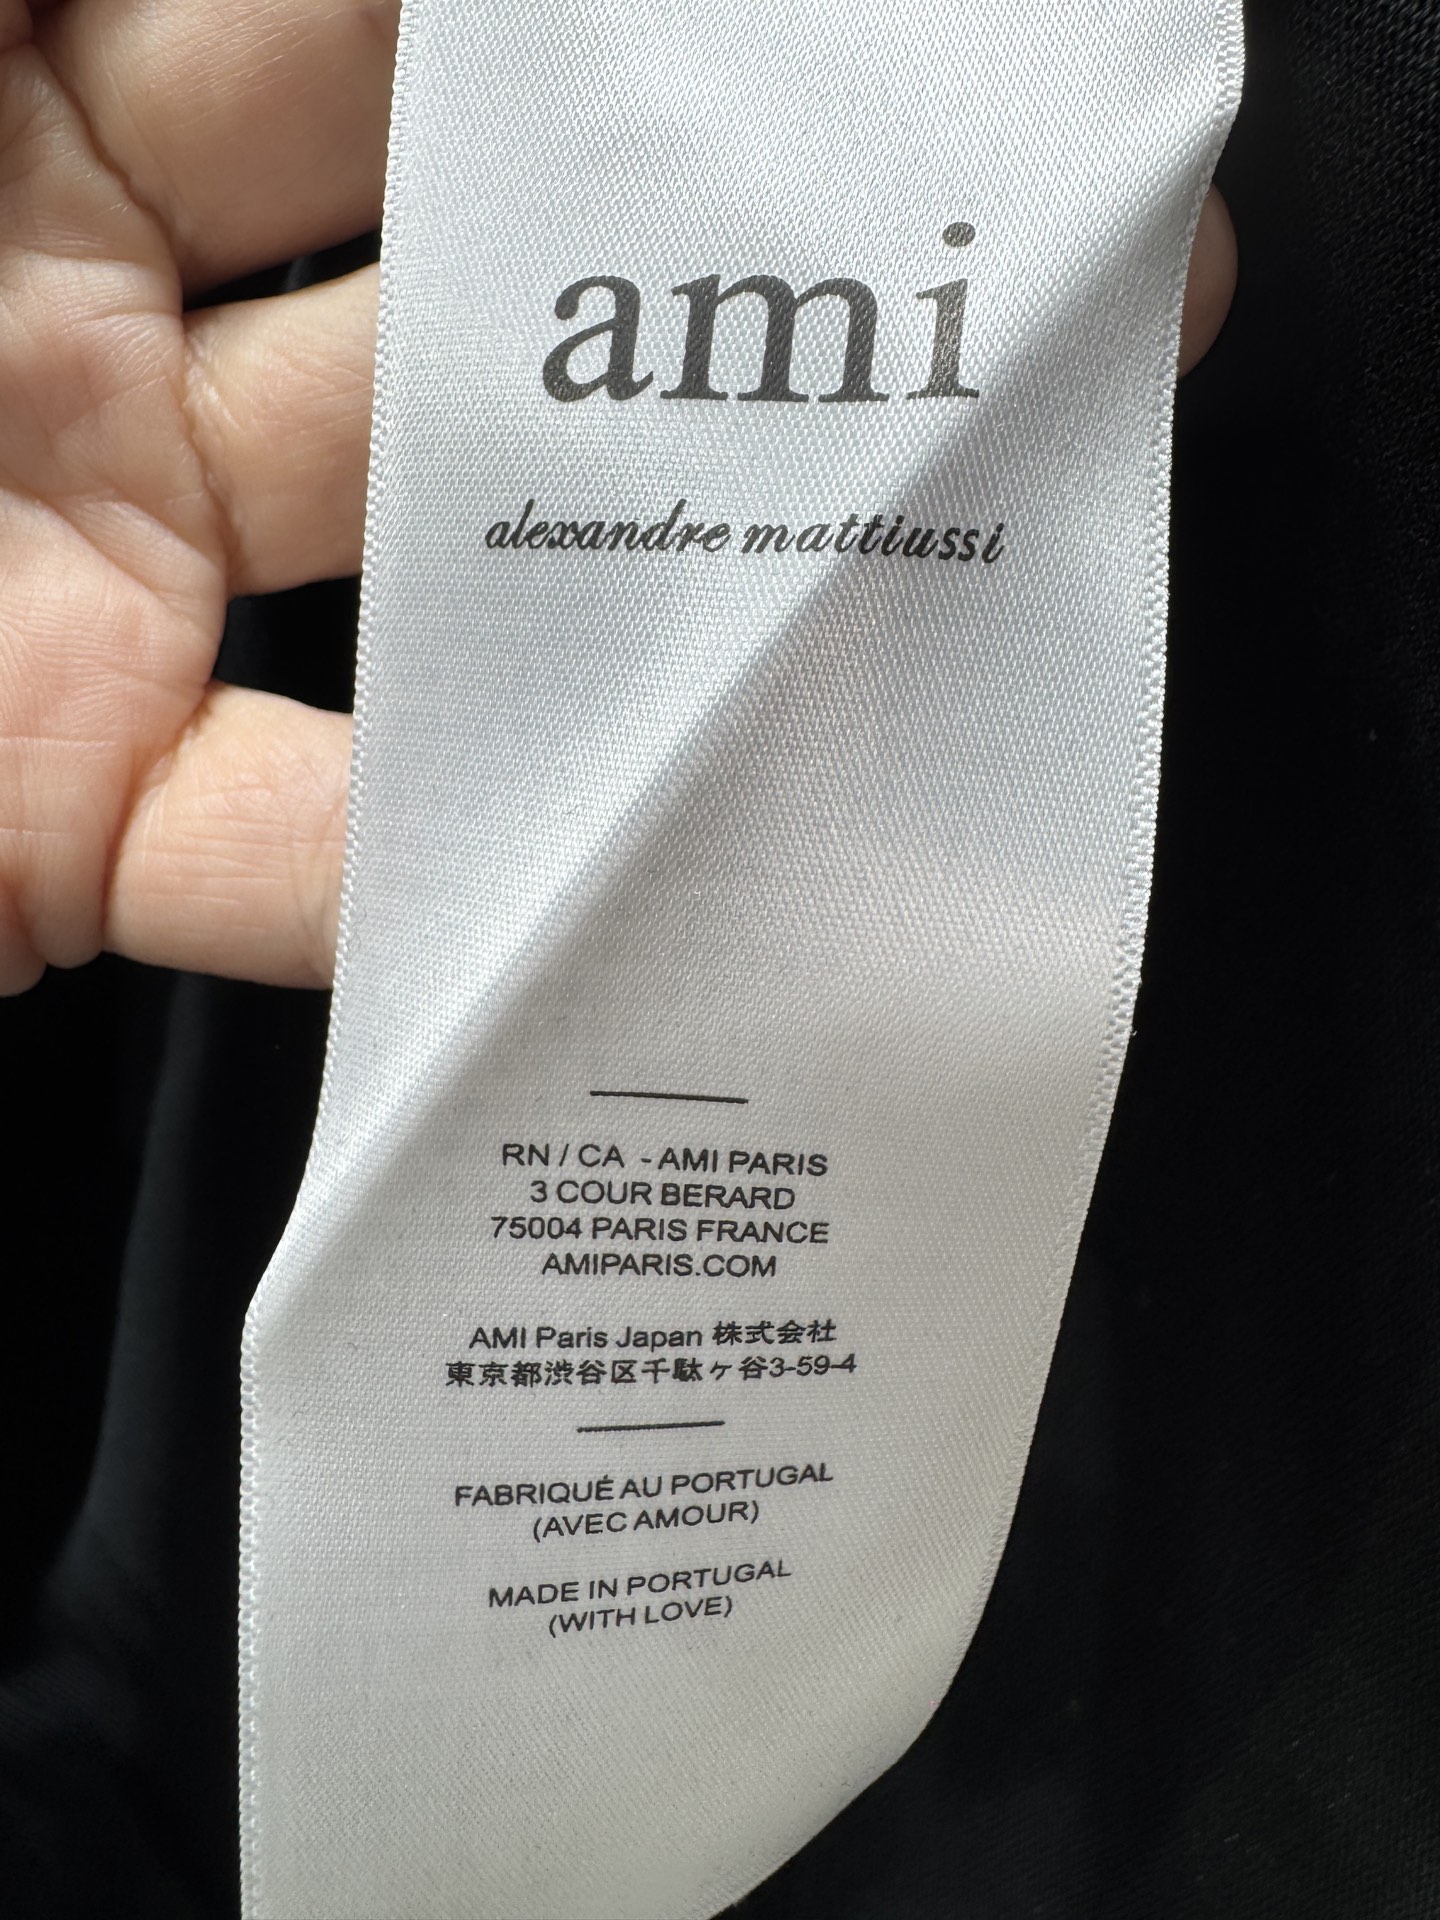 ami
alexandre mattiussi
RN / CA - AMI PARIS
3 COUR BERARD
75004 PARIS FRANCE
AMIPARIS.COM
AMI Paris Japan 株式会社
東京都渋谷区千駄ヶ谷3-59-4
FABRIQUÉ AU PORTUGAL
(AVEC AMOUR)
MADE IN PORTUGAL
(WITH LOVE)